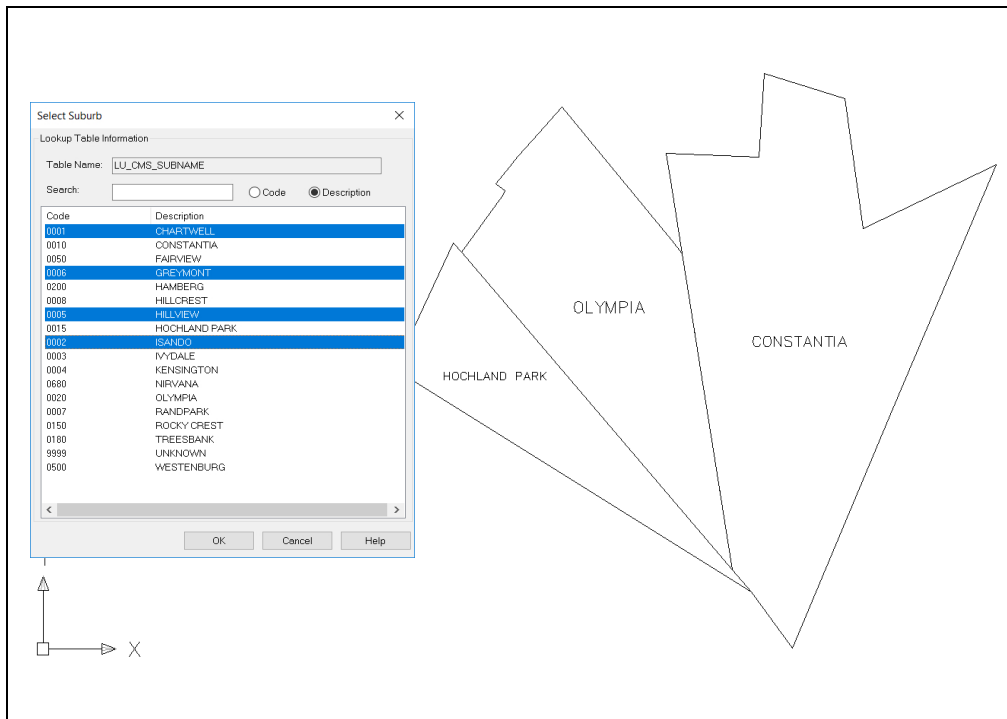 Select Suburb
Lookup Table Information
Table Name: LU_CMS_SUBNAME
Search: Code Description
Code Description
0001 CHARTWELL
0010 CONSTANTIA
0050 FAIRVIEW
0006 GREYMONT
0200 HAMBERG
0008 HILLCREST
0005 HILLVIEW
0015 HOCHLAND PARK
0002 ISANDO
0003 IVYDALE
0004 KENSINGTON
0680 NIRVANA
0020 OLYMPIA
0007 RANDPARK
0150 ROCKY CREST
0180 TREESBANK
9999 UNKNOWN
0500 WESTENBURG
OK Cancel Help
OLYMPIA
CONSTANTIA
HOCHLAND PARK
X